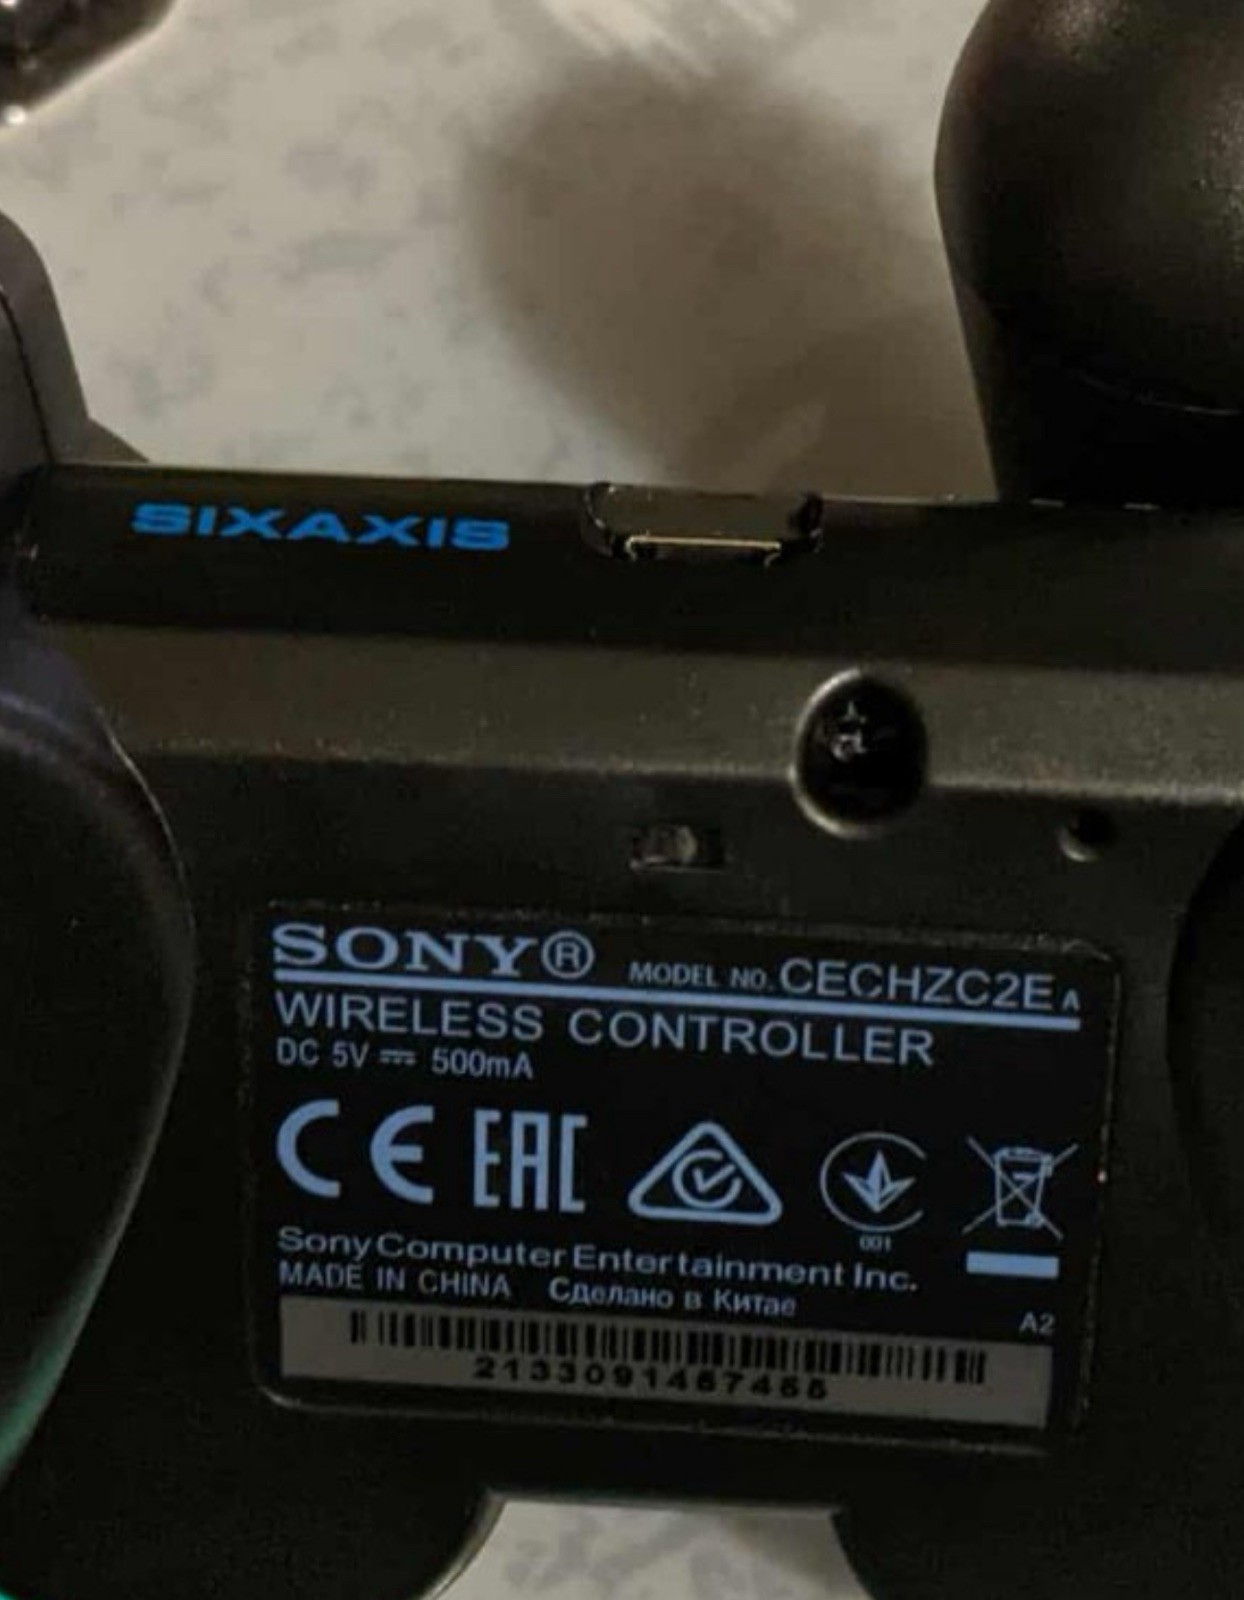 SIXAXIS
SONY® MODEL NO. CECHZC2E A
WIRELESS CONTROLLER
DC 5V ⎓ 500mA
CE EAC
001
Sony Computer Entertainment Inc.
MADE IN CHINA Сделано в Китае
A2